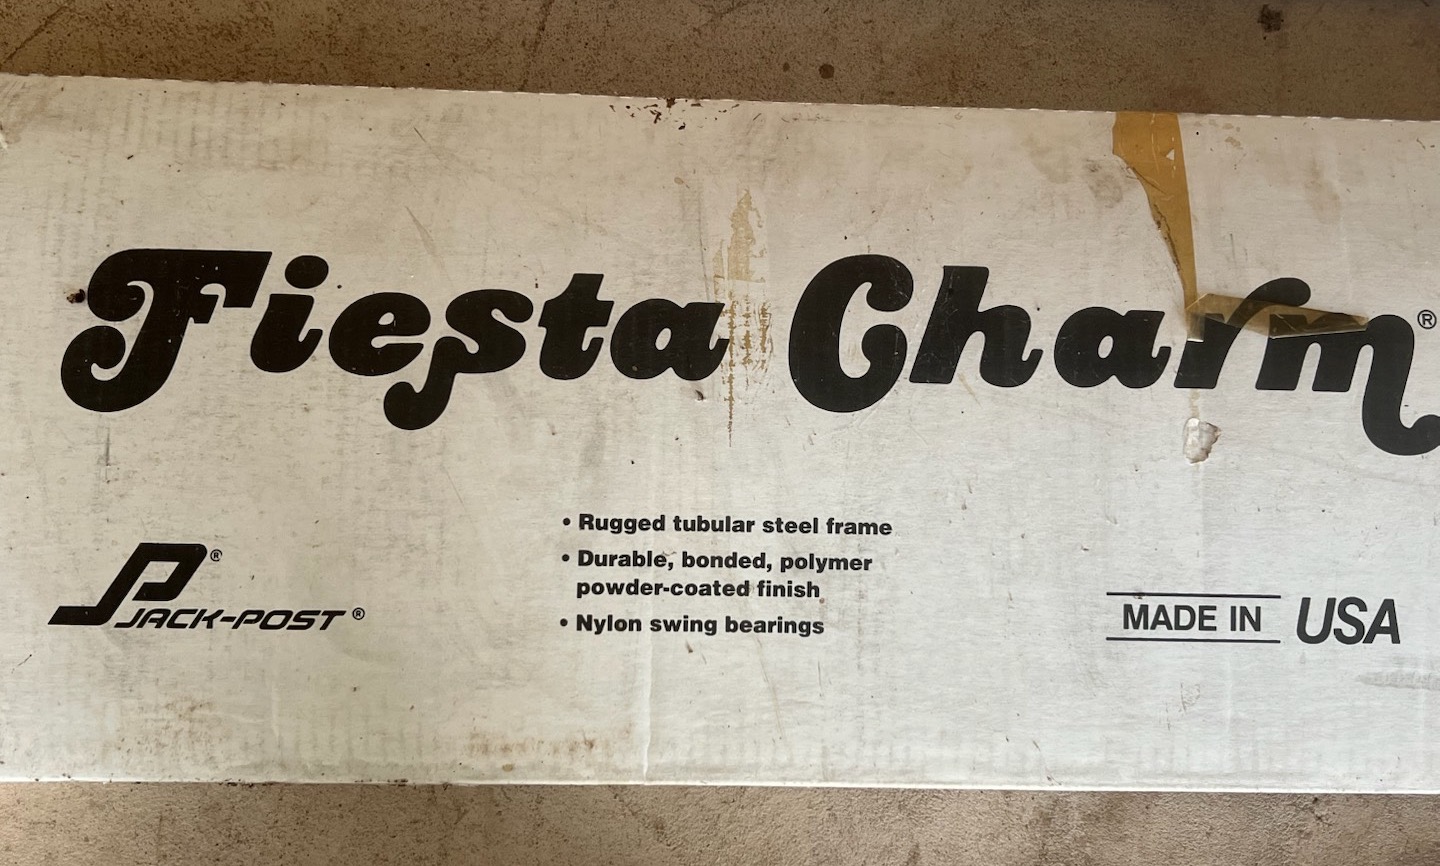 Fiesta Charm®
• Rugged tubular steel frame
• Durable, bonded, polymer
powder-coated finish
• Nylon swing bearings
JP®
JACK-POST®
MADE IN USA